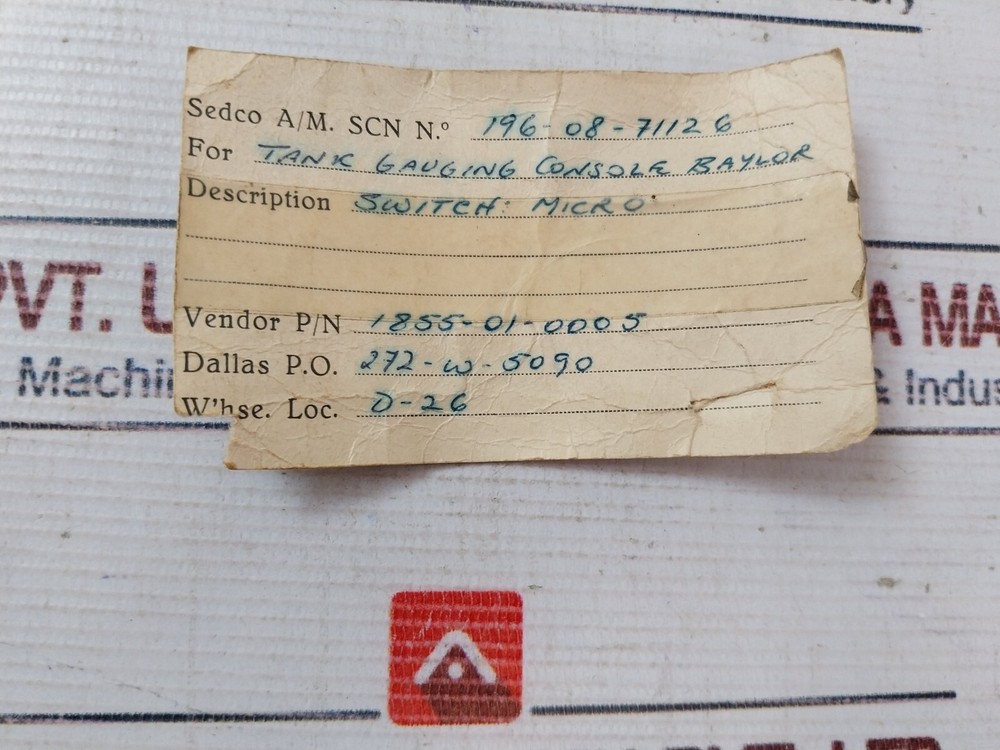 Sedco A/M. SCN N.º 196-08-71126
For TANK GAUGING CONSOLE BAYLOR
Description SWITCH: MICRO
PVT. L
A MA
Machin
& Indus
Vendor P/N 1855-01-0005
Dallas P.O. 272-W-5090
W'hse. Loc. D-26